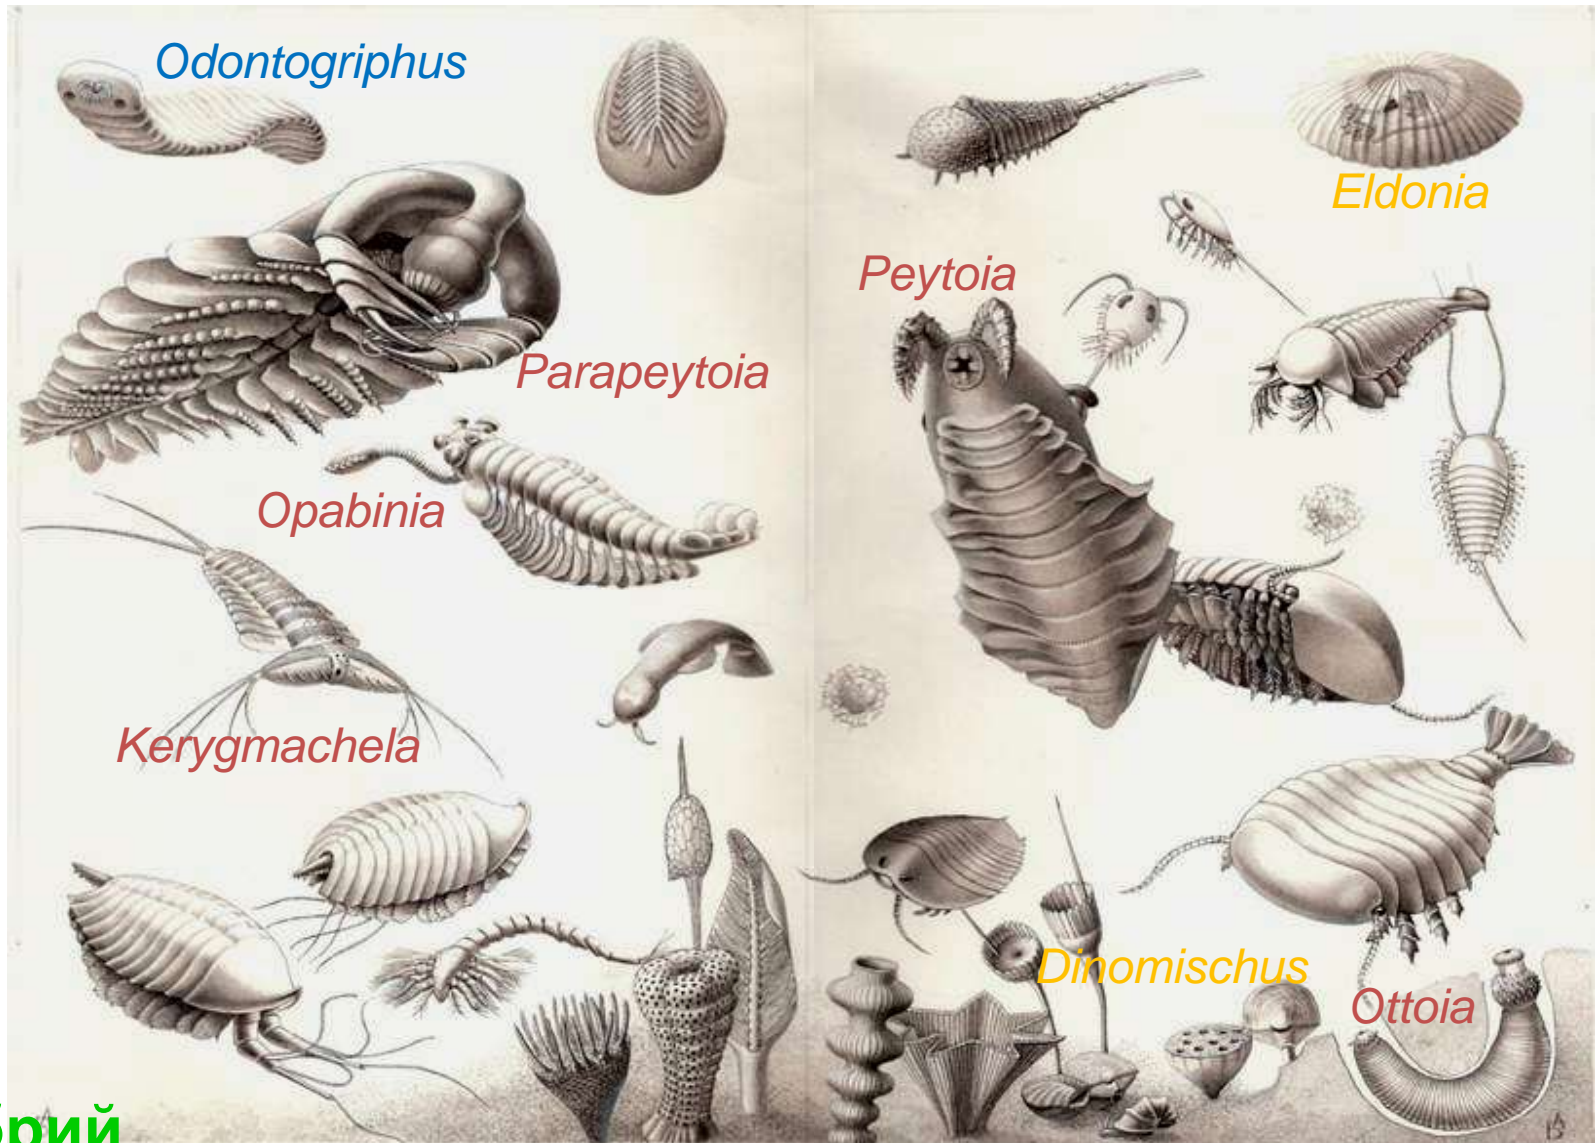 Odontogriphus
Eldonia
Peytoia
Parapeytoia
Opabinia
Kerygmachela
Dinomischus
Ottoia